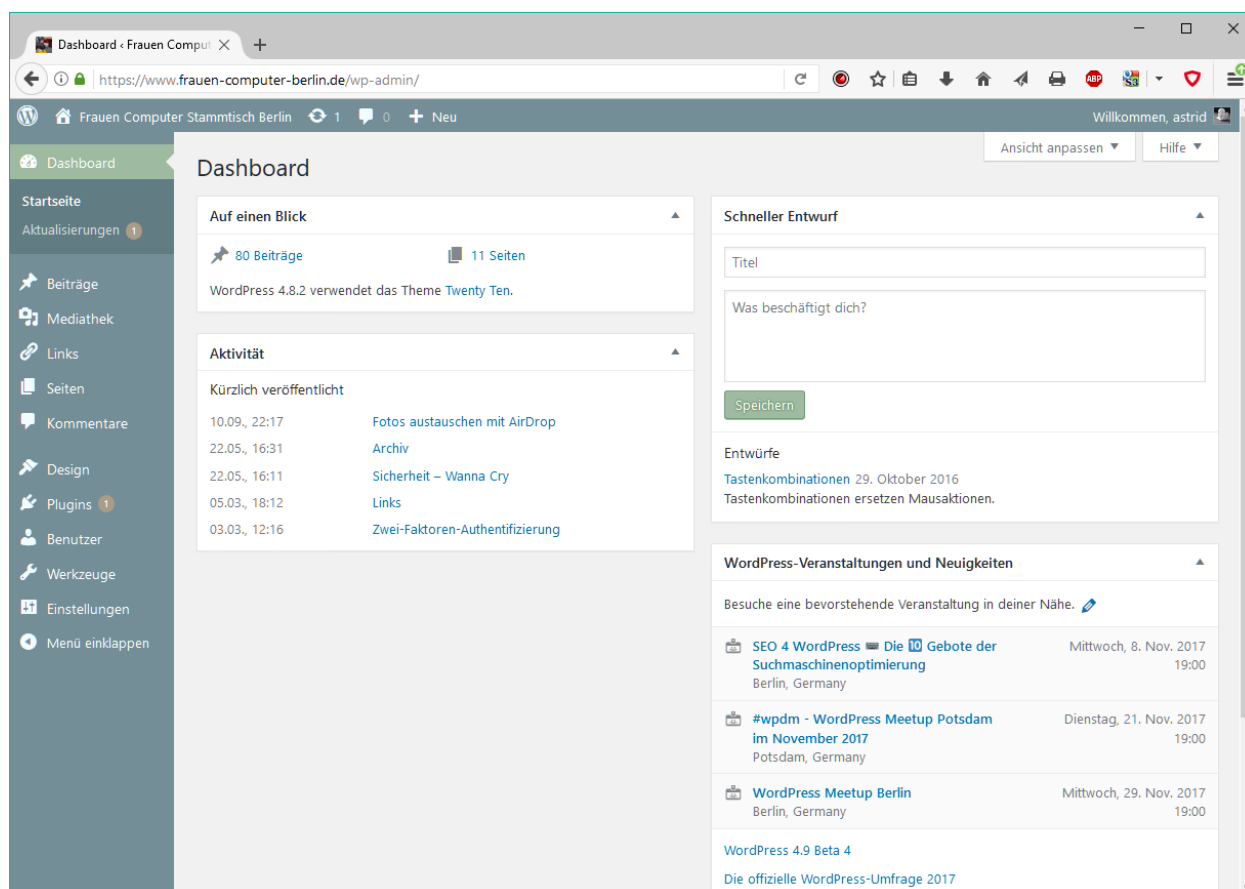 Dashboard ‹ Frauen Comput
https://www.frauen-computer-berlin.de/wp-admin/
ABP
Frauen Computer Stammtisch Berlin 1 0 + Neu
Willkommen, astrid
Dashboard
Startseite
Aktualisierungen 1
Beiträge
Mediathek
Links
Seiten
Kommentare
Design
Plugins 1
Benutzer
Werkzeuge
Einstellungen
Menü einklappen
Ansicht anpassen
Hilfe
Dashboard
Auf einen Blick
80 Beiträge
11 Seiten
WordPress 4.8.2 verwendet das Theme Twenty Ten.
Aktivität
Kürzlich veröffentlicht
10.09., 22:17 Fotos austauschen mit AirDrop
22.05., 16:31 Archiv
22.05., 16:11 Sicherheit – Wanna Cry
05.03., 18:12 Links
03.03., 12:16 Zwei-Faktoren-Authentifizierung
Schneller Entwurf
Titel
Was beschäftigt dich?
Speichern
Entwürfe
Tastenkombinationen 29. Oktober 2016
Tastenkombinationen ersetzen Mausaktionen.
WordPress-Veranstaltungen und Neuigkeiten
Besuche eine bevorstehende Veranstaltung in deiner Nähe.
SEO 4 WordPress ⌨ Die 🔟 Gebote der Mittwoch, 8. Nov. 2017
Suchmaschinenoptimierung 19:00
Berlin, Germany
#wpdm - WordPress Meetup Potsdam Dienstag, 21. Nov. 2017
im November 2017 19:00
Potsdam, Germany
WordPress Meetup Berlin Mittwoch, 29. Nov. 2017
Berlin, Germany 19:00
WordPress 4.9 Beta 4
Die offizielle WordPress-Umfrage 2017